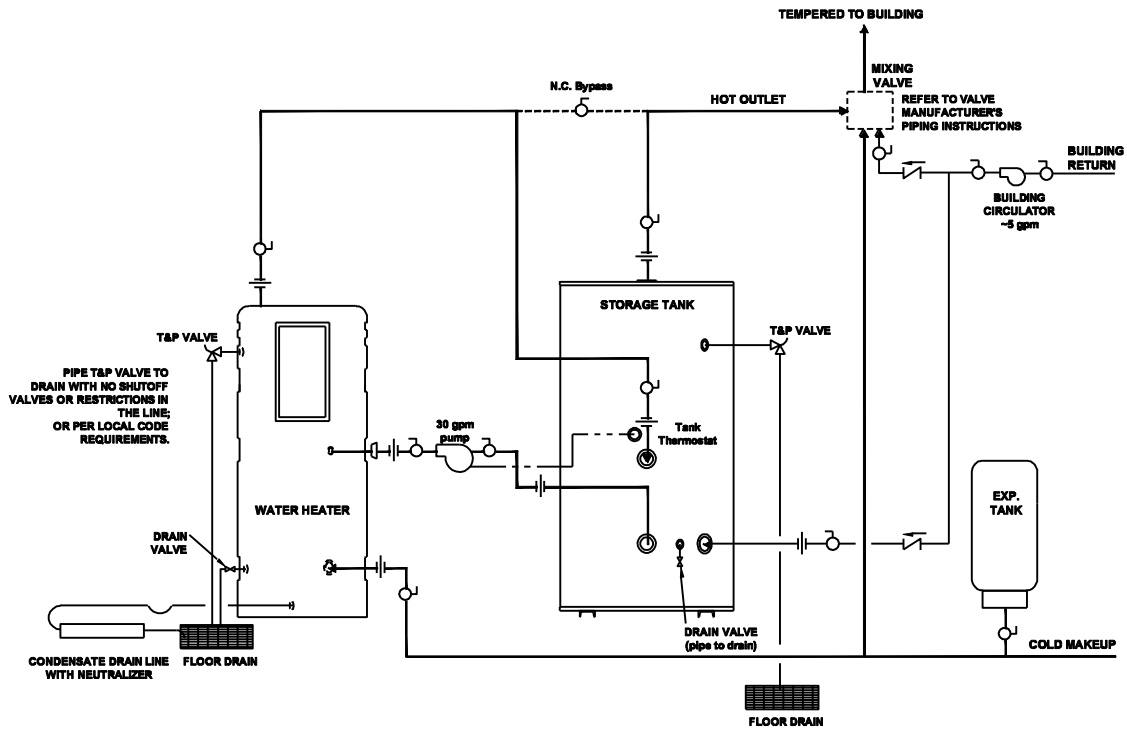 TEMPERED TO BUILDING
MIXING
VALVE
N.C. Bypass
HOT OUTLET
REFER TO VALVE
MANUFACTURER'S
PIPING INSTRUCTIONS
BUILDING
RETURN
BUILDING
CIRCULATOR
~5 gpm
STORAGE TANK
T&P VALVE
T&P VALVE
PIPE T&P VALVE TO
DRAIN WITH NO SHUTOFF
VALVES OR RESTRICTIONS IN
THE LINE;
OR PER LOCAL CODE
REQUIREMENTS.
30 gpm
pump
Tank
Thermostat
WATER HEATER
EXP.
TANK
DRAIN
VALVE
DRAIN VALVE
(pipe to drain)
COLD MAKEUP
CONDENSATE DRAIN LINE
WITH NEUTRALIZER
FLOOR DRAIN
FLOOR DRAIN